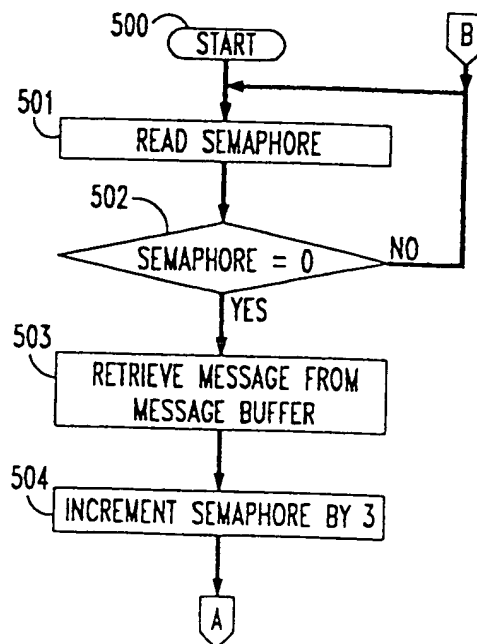 500
START
B
501
READ SEMAPHORE
502
SEMAPHORE = 0
NO
YES
503
RETRIEVE MESSAGE FROM
MESSAGE BUFFER
504
INCREMENT SEMAPHORE BY 3
A